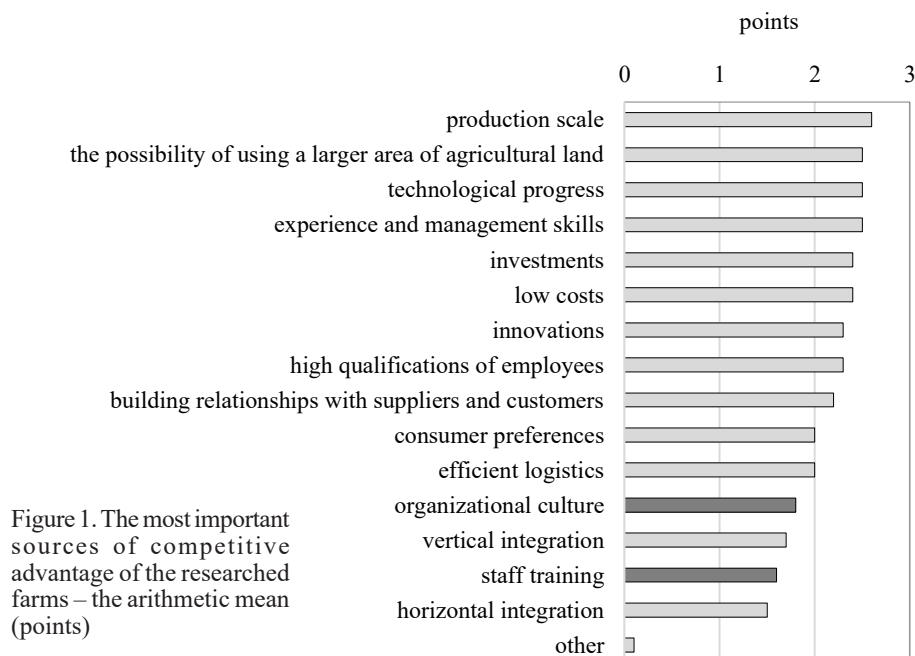 points
0 1 2 3
production scale
the possibility of using a larger area of agricultural land
technological progress
experience and management skills
investments
low costs
innovations
high qualifications of employees
building relationships with suppliers and customers
consumer preferences
efficient logistics
organizational culture
vertical integration
staff training
horizontal integration
other
Figure 1. The most important
sources of competitive
advantage of the researched
farms – the arithmetic mean
(points)